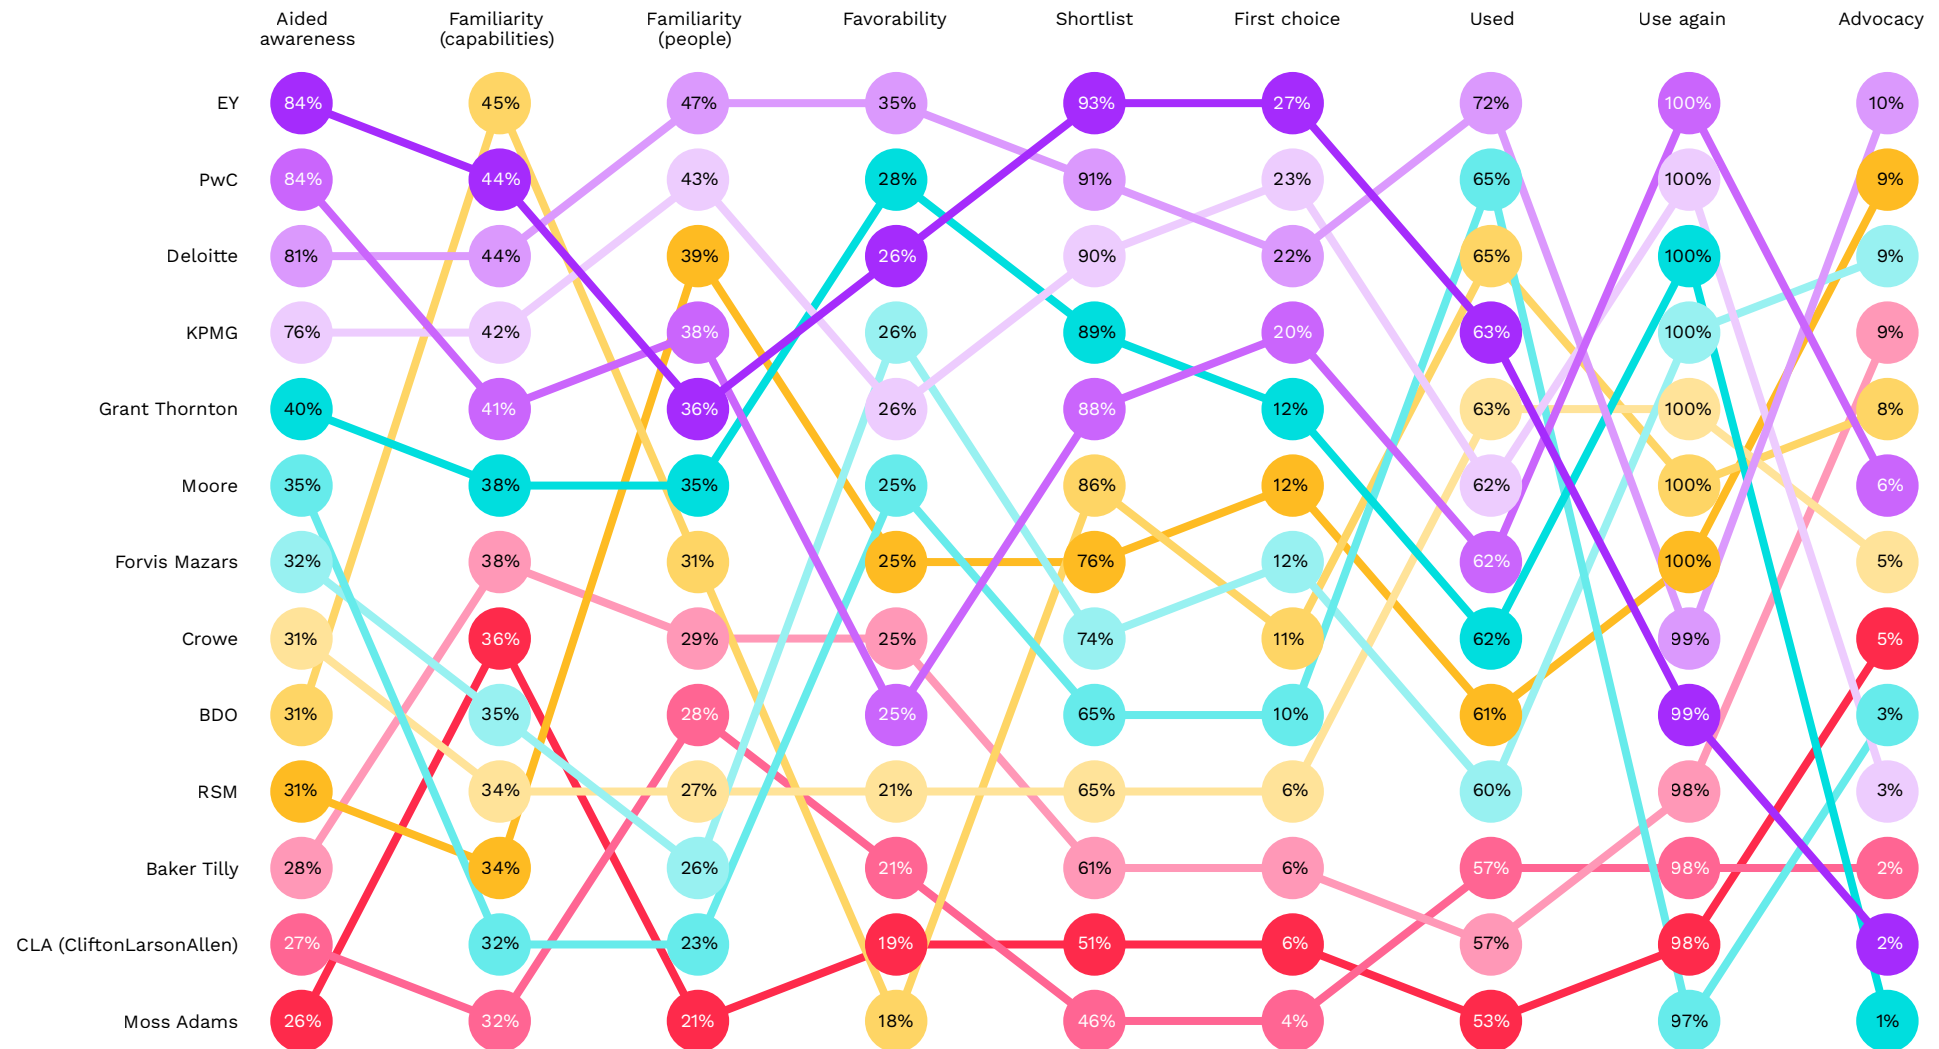 Aided Familiarity Familiarity Favorability Shortlist First choice Used Use again Advocacy
awareness (capabilities) (people)
EY 84% 45% 47% 35% 93% 27% 72% 100% 10%
PwC 84% 44% 43% 28% 91% 23% 65% 100% 9%
Deloitte 81% 44% 39% 26% 90% 22% 65% 100% 9%
KPMG 76% 42% 38% 26% 89% 20% 63% 100% 9%
Grant Thornton 40% 41% 36% 26% 88% 12% 63% 100% 8%
Moore 35% 38% 35% 25% 86% 12% 62% 100% 6%
Forvis Mazars 32% 38% 31% 25% 76% 12% 62% 100% 5%
Crowe 31% 36% 29% 25% 74% 11% 62% 99% 5%
BDO 31% 35% 28% 25% 65% 10% 61% 99% 3%
RSM 31% 34% 27% 21% 65% 6% 60% 98% 3%
Baker Tilly 28% 34% 26% 21% 61% 6% 57% 98% 2%
CLA (CliftonLarsonAllen) 27% 32% 23% 19% 51% 6% 57% 98% 2%
Moss Adams 26% 32% 21% 18% 46% 4% 53% 97% 1%